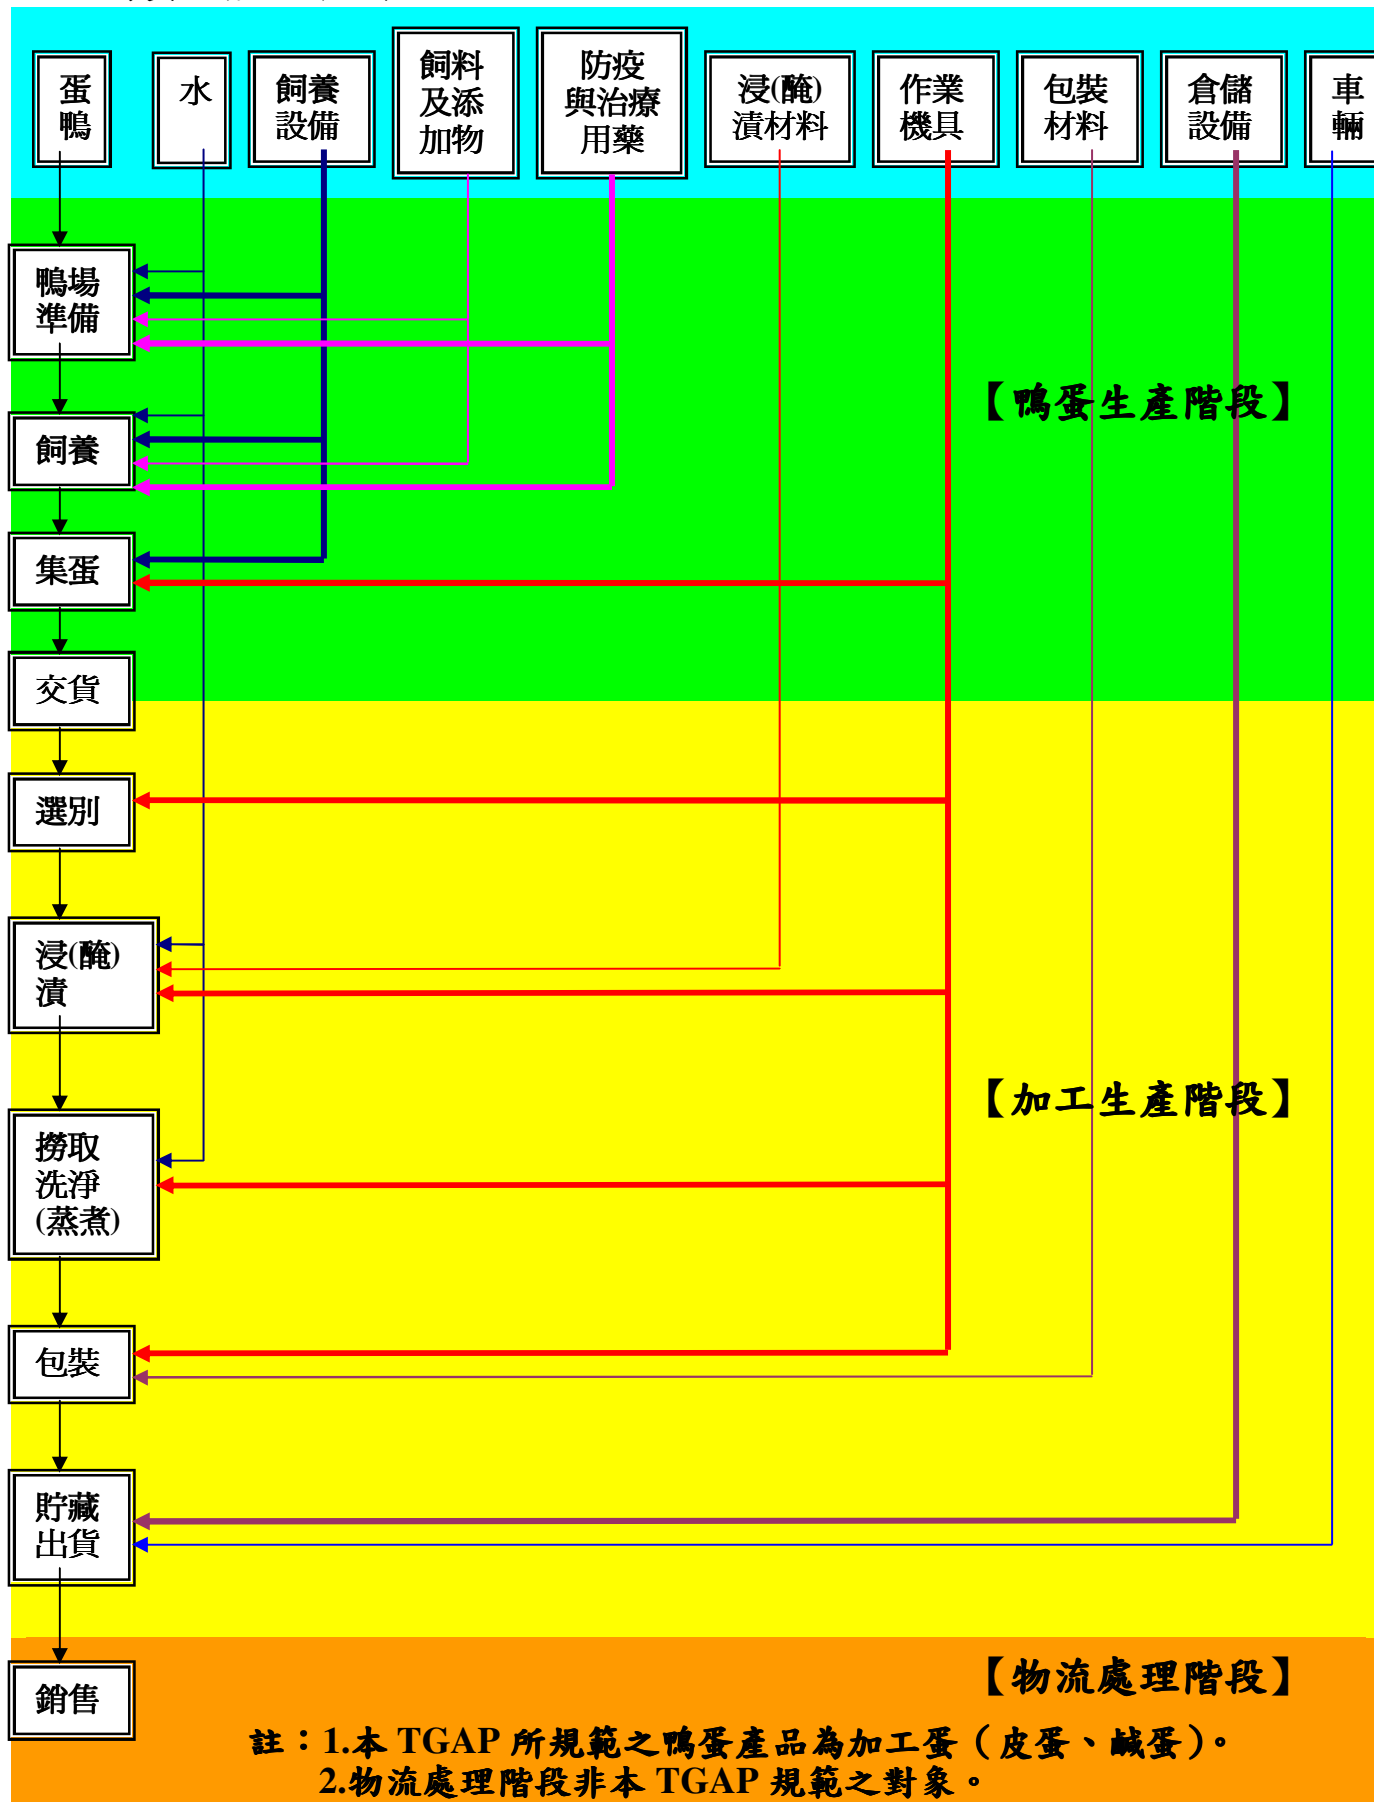 蛋
鴨
水
飼養
設備
飼料
及添
加物
防疫
與治療
用藥
浸(醃)
漬材料
作業
機具
包裝
材料
倉儲
設備
車
輛
鴨場
準備
【鴨蛋生產階段】
飼養
集蛋
交貨
選別
浸(醃)
漬
【加工生產階段】
撈取
洗淨
(蒸煮)
包裝
貯藏
出貨
【物流處理階段】
銷售
註：1.本 TGAP 所規範之鴨蛋產品為加工蛋（皮蛋、鹹蛋）。
2.物流處理階段非本 TGAP 規範之對象。